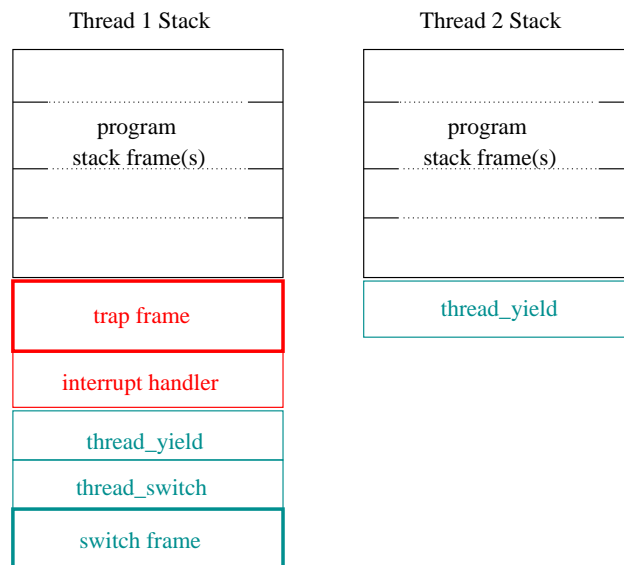 Thread 1 Stack
program
stack frame(s)
trap frame
interrupt handler
thread_yield
thread_switch
switch frame
Thread 2 Stack
program
stack frame(s)
thread_yield